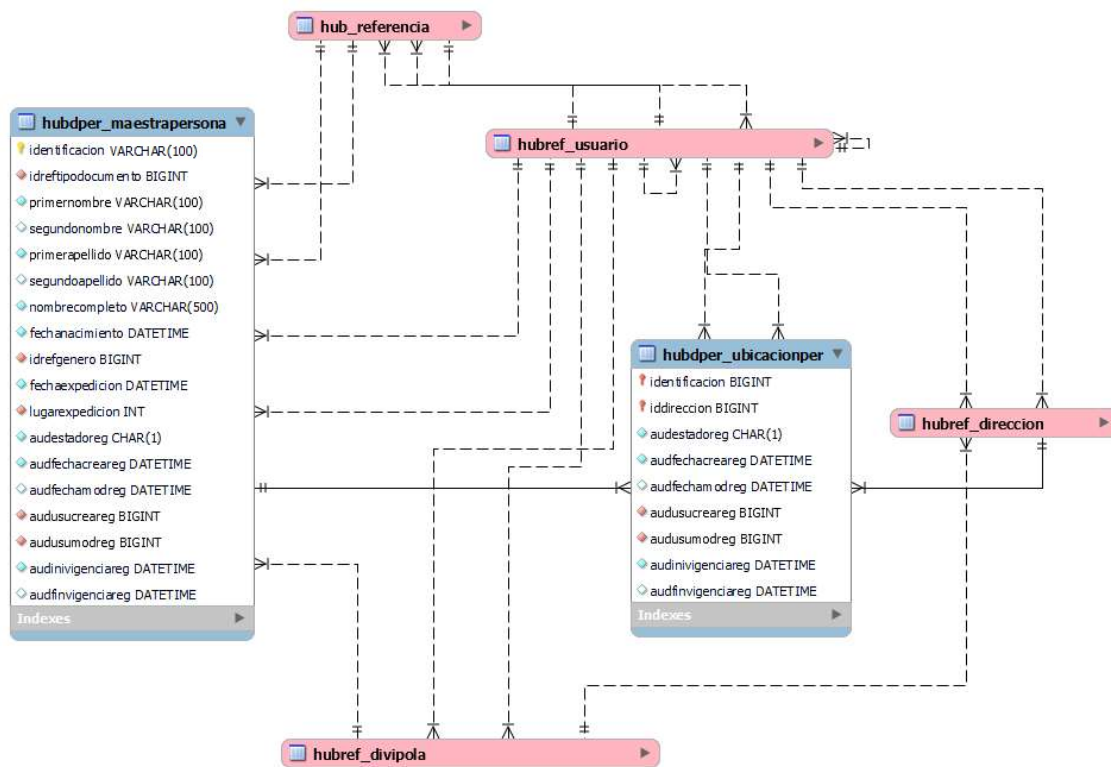 hub_referencia
hubdper_maestrapersona
identificacion VARCHAR(100)
idreftipodocumento BIGINT
primernombre VARCHAR(100)
segundonombre VARCHAR(100)
primerapellido VARCHAR(100)
segundoapellido VARCHAR(100)
nombrecompleto VARCHAR(500)
fechanacimiento DATETIME
idrefgenero BIGINT
fechaexpedicion DATETIME
lugarexpedicion INT
audestadoreg CHAR(1)
audfechacreareg DATETIME
audfechamodreg DATETIME
audusucreareg BIGINT
audusumodreg BIGINT
audinivigenciareg DATETIME
audfinvigenciareg DATETIME
Indexes
hubref_usuario
hubdper_ubicacionper
identificacion BIGINT
iddireccion BIGINT
audestadoreg CHAR(1)
audfechacreareg DATETIME
audfechamodreg DATETIME
audusucreareg BIGINT
audusumodreg BIGINT
audinivigenciareg DATETIME
audfinvigenciareg DATETIME
Indexes
hubref_direccion
hubref_divipola